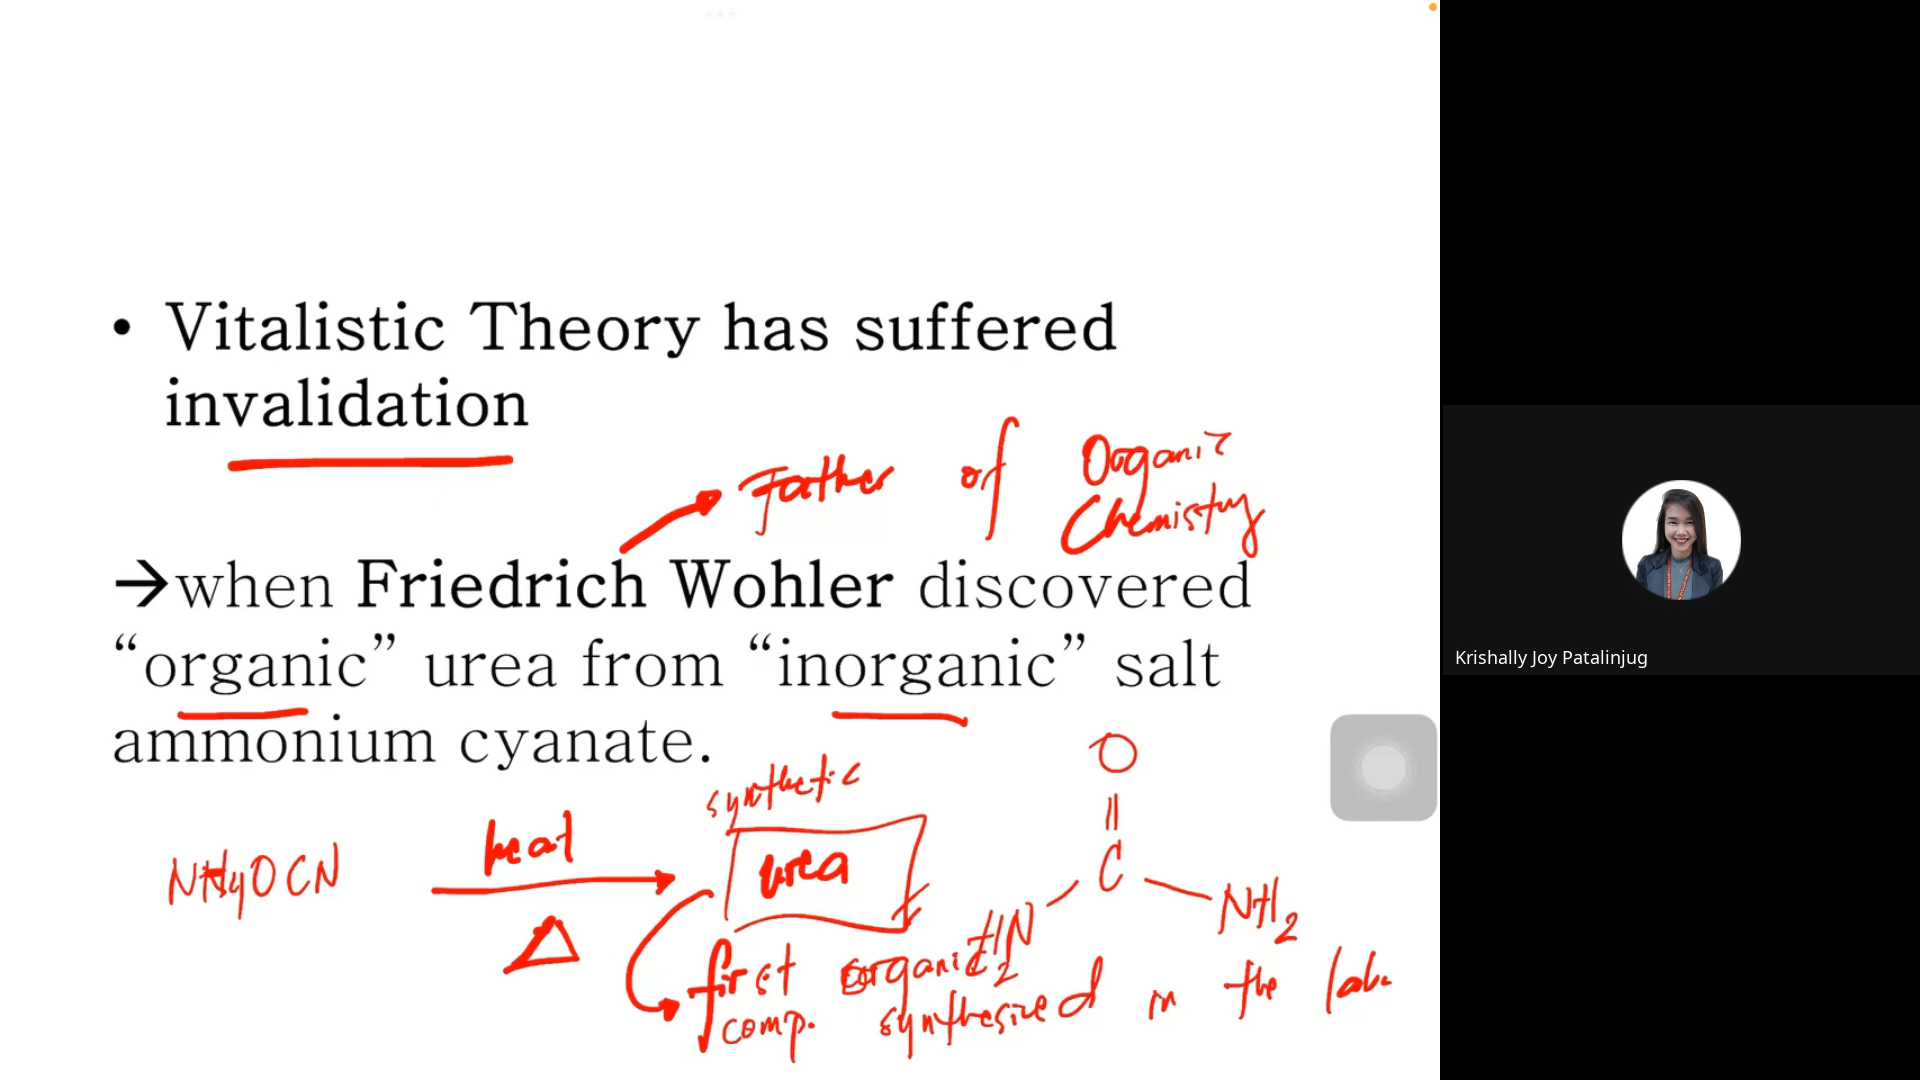 • Vitalistic Theory has suffered
invalidation
Father of Organic
Chemistry
→when Friedrich Wohler discovered
“organic” urea from “inorganic” salt
ammonium cyanate.
synthetic
O
NH4OCN heat urea C
Δ H2N NH2
first organic
comp. synthesized in the lab.
Krishally Joy Patalinjug